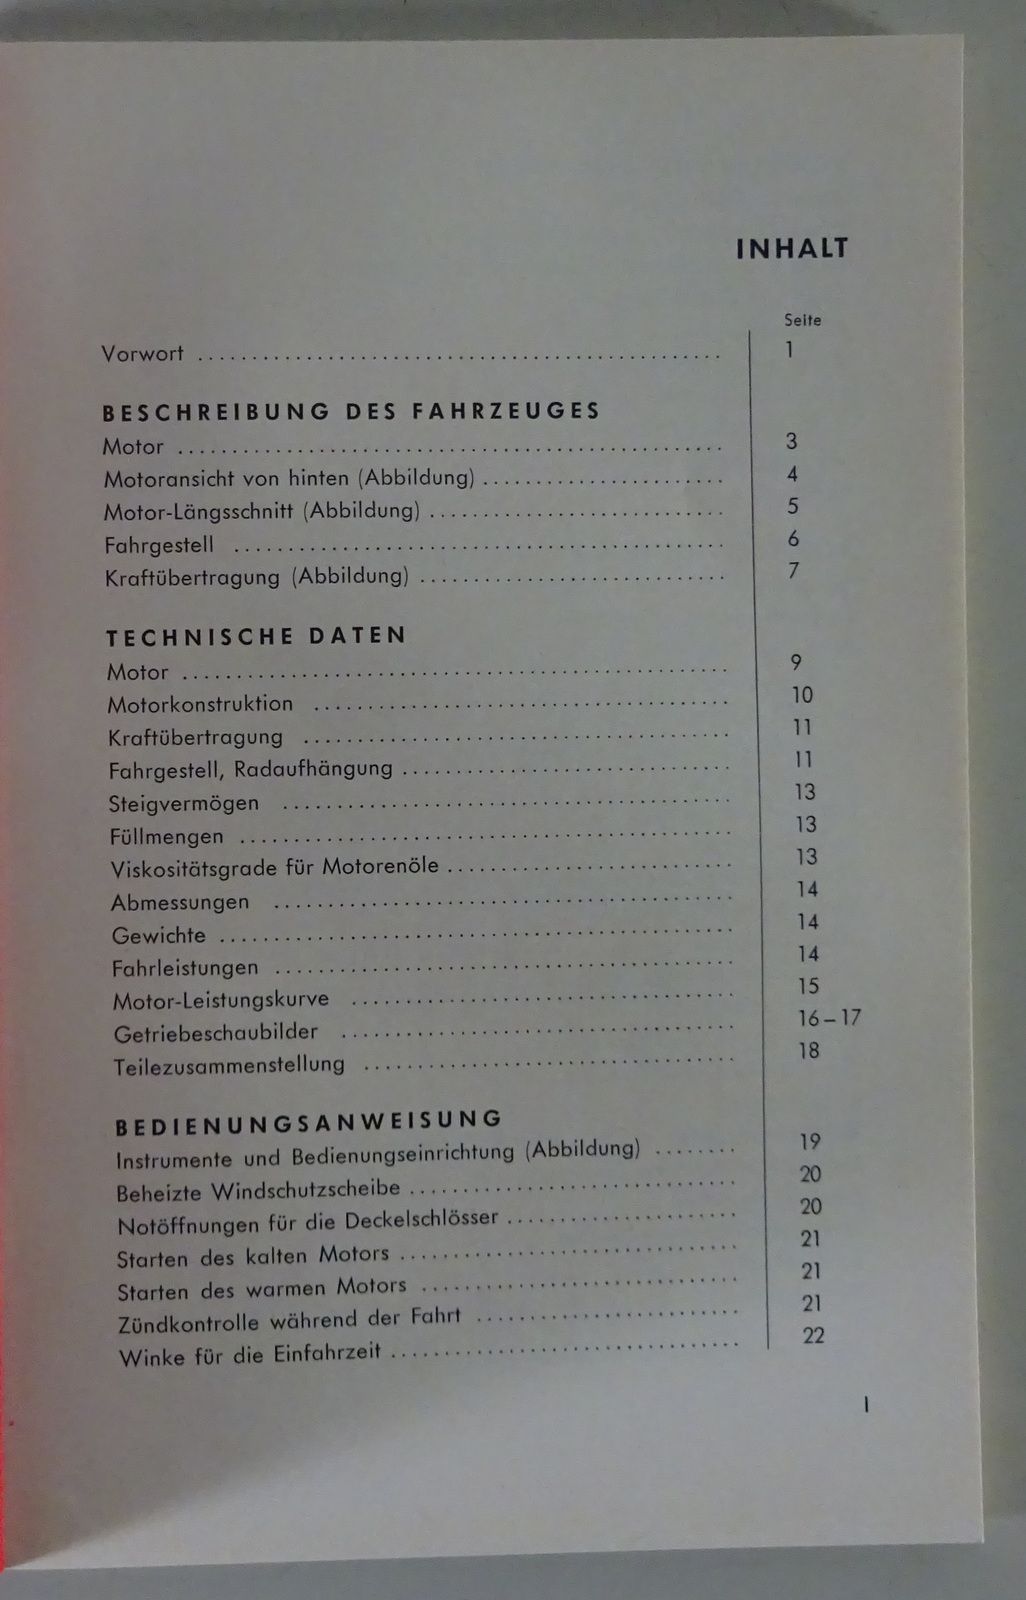 INHALT
Seite
Vorwort ........ 1
BESCHREIBUNG DES FAHRZEUGES
Motor ........ 3
Motoransicht von hinten (Abbildung) ........ 4
Motor-Längsschnitt (Abbildung) ........ 5
Fahrgestell ........ 6
Kraftübertragung (Abbildung) ........ 7
TECHNISCHE DATEN
Motor ........ 9
Motorkonstruktion ........ 10
Kraftübertragung ........ 11
Fahrgestell, Radaufhängung ........ 11
Steigvermögen ........ 13
Füllmengen ........ 13
Viskositätsgrade für Motorenöle ........ 13
Abmessungen ........ 14
Gewichte ........ 14
Fahrleistungen ........ 14
Motor-Leistungskurve ........ 15
Getriebeschaubilder ........ 16–17
Teilezusammenstellung ........ 18
BEDIENUNGSANWEISUNG
Instrumente und Bedienungseinrichtung (Abbildung) ........ 19
Beheizte Windschutzscheibe ........ 20
Notöffnungen für die Deckelschlösser ........ 20
Starten des kalten Motors ........ 21
Starten des warmen Motors ........ 21
Zündkontrolle während der Fahrt ........ 21
Winke für die Einfahrzeit ........ 22
I